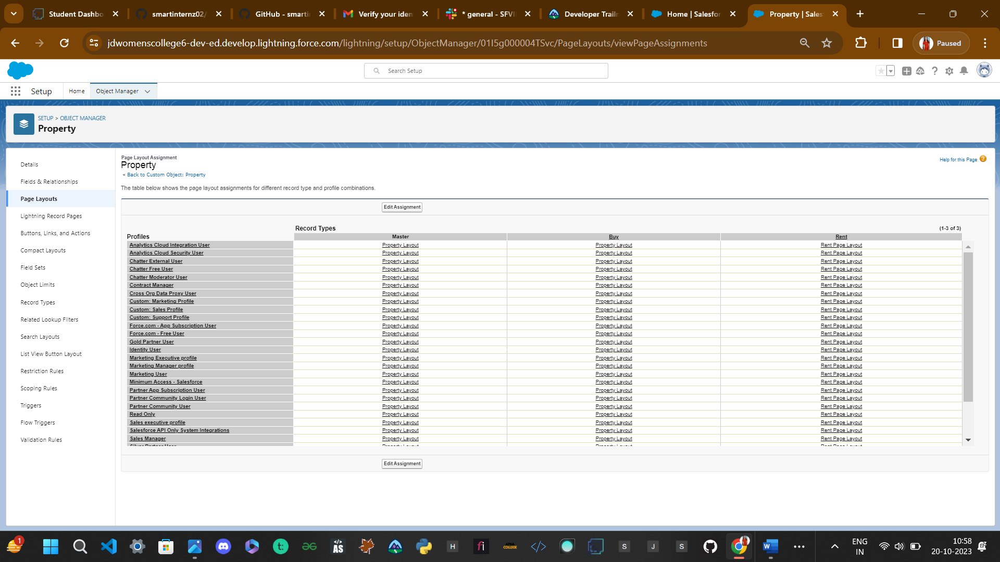 Student Dashbo
smartinternz02/
GitHub - smarti
Verify your iden
* general - SFVI
Developer Trail
Home | Salesfor
Property | Sales
jdwomenscollege6-dev-ed.develop.lightning.force.com/lightning/setup/ObjectManager/01I5g000004TSvc/PageLayouts/viewPageAssignments
Paused
Search Setup
Setup
Home
Object Manager
SETUP > OBJECT MANAGER
Property
Details
Fields & Relationships
Page Layouts
Lightning Record Pages
Buttons, Links, and Actions
Compact Layouts
Field Sets
Object Limits
Record Types
Related Lookup Filters
Search Layouts
List View Button Layout
Restriction Rules
Scoping Rules
Triggers
Flow Triggers
Validation Rules
Page Layout Assignment
Property
Help for this Page
« Back to Custom Object: Property
The table below shows the page layout assignments for different record type and profile combinations.
Edit Assignment
Record Types (1-3 of 3)
Profiles Master Buy Rent
Analytics Cloud Integration User Property Layout Property Layout Rent Page Layout
Analytics Cloud Security User Property Layout Property Layout Rent Page Layout
Chatter External User Property Layout Property Layout Rent Page Layout
Chatter Free User Property Layout Property Layout Rent Page Layout
Chatter Moderator User Property Layout Property Layout Rent Page Layout
Contract Manager Property Layout Property Layout Rent Page Layout
Cross Org Data Proxy User Property Layout Property Layout Rent Page Layout
Custom: Marketing Profile Property Layout Property Layout Rent Page Layout
Custom: Sales Profile Property Layout Property Layout Rent Page Layout
Custom: Support Profile Property Layout Property Layout Rent Page Layout
Force.com - App Subscription User Property Layout Property Layout Rent Page Layout
Force.com - Free User Property Layout Property Layout Rent Page Layout
Gold Partner User Property Layout Property Layout Rent Page Layout
Identity User Property Layout Property Layout Rent Page Layout
Marketing Executive profile Property Layout Property Layout Rent Page Layout
Marketing Manager profile Property Layout Property Layout Rent Page Layout
Marketing User Property Layout Property Layout Rent Page Layout
Minimum Access - Salesforce Property Layout Property Layout Rent Page Layout
Partner App Subscription User Property Layout Property Layout Rent Page Layout
Partner Community Login User Property Layout Property Layout Rent Page Layout
Partner Community User Property Layout Property Layout Rent Page Layout
Read Only Property Layout Property Layout Rent Page Layout
Sales executive profile Property Layout Property Layout Rent Page Layout
Salesforce API Only System Integrations Property Layout Property Layout Rent Page Layout
Sales Manager Property Layout Property Layout Rent Page Layout
Silver Partner User Property Layout Property Layout Rent Page Layout
Edit Assignment
1
t:
</> AS
H
fi
APNA COLLEGE
</>
S
J
S
W
ENG
IN
10:58
20-10-2023